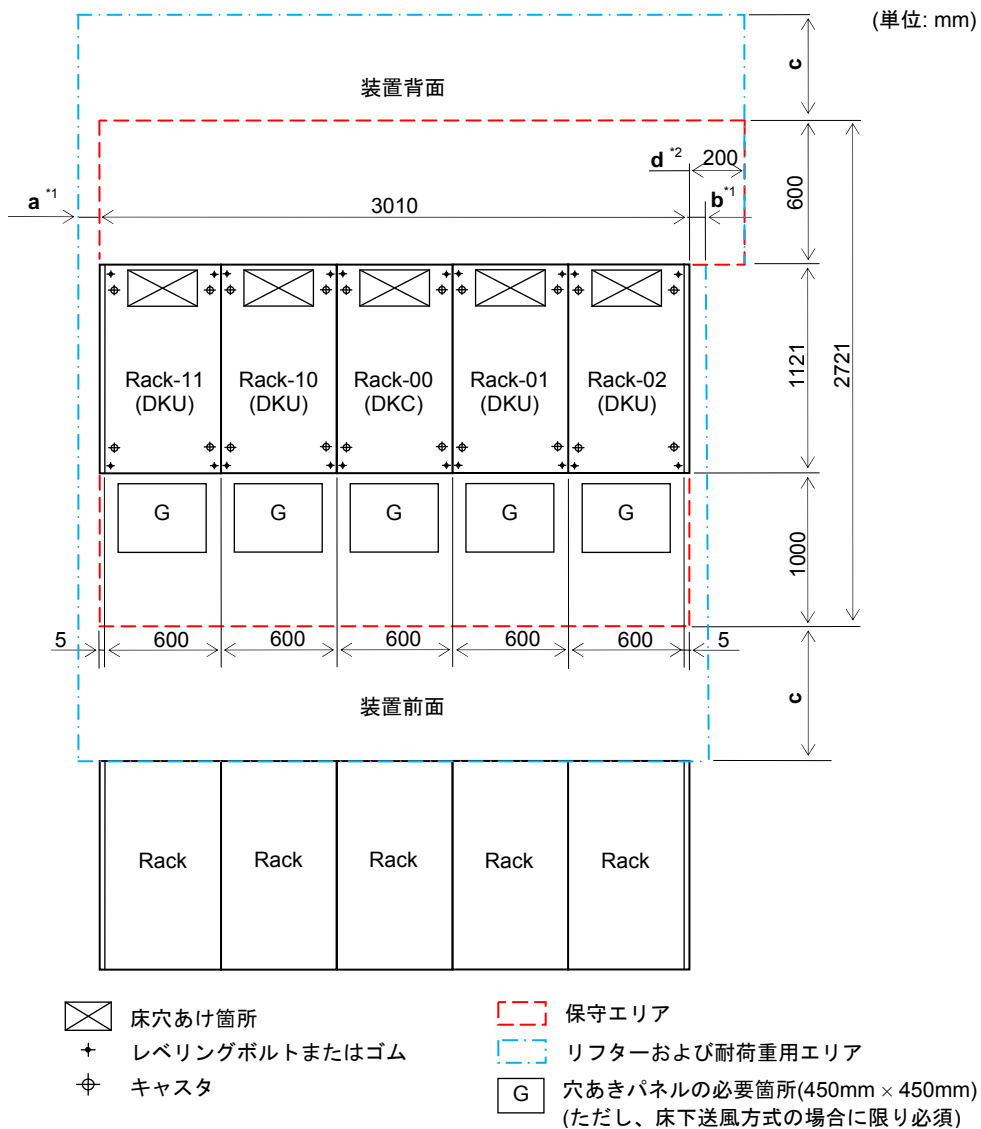 (単位: mm)
c
装置背面
d *2 200
a *1
3010
b *1
600
Rack-11
(DKU)
Rack-10
(DKU)
Rack-00
(DKC)
Rack-01
(DKU)
Rack-02
(DKU)
1121
2721
G G G G G
1000
5 600 600 600 600 600 5
装置前面
c
Rack Rack Rack Rack Rack
床穴あけ箇所
レベリングボルトまたはゴム
キャスタ
保守エリア
リフターおよび耐荷重用エリア
G 穴あきパネルの必要箇所(450mm × 450mm)
(ただし、床下送風方式の場合に限り必須)